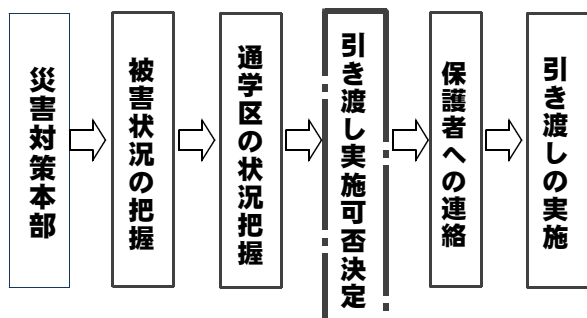 災害対策本部
被害状況の把握
通学区の状況把握
引き渡し実施可否決定
保護者への連絡
引き渡しの実施